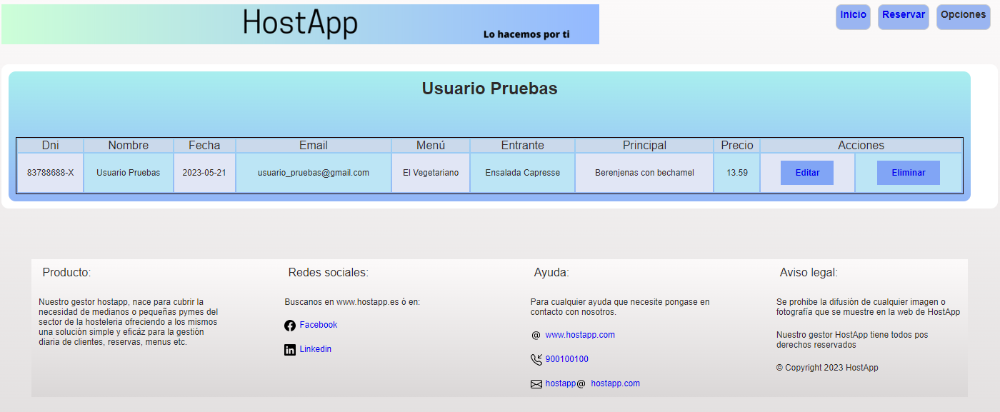 HostApp
Lo hacemos por ti
Inicio Reservar Opciones
Usuario Pruebas
Dni Nombre Fecha Email Menú Entrante Principal Precio Acciones
83788688-X Usuario Pruebas 2023-05-21 usuario_pruebas@gmail.com El Vegetariano Ensalada Capresse Berenjenas con bechamel 13.59 Editar Eliminar
Producto:
Nuestro gestor hostapp, nace para cubrir la
necesidad de medianos o pequeñas pymes del
sector de la hosteleria ofreciendo a los mismos
una solución simple y eficáz para la gestión
diaria de clientes, reservas, menus etc.
Redes sociales:
Buscanos en www.hostapp.es ó en:
Facebook
Linkedin
Ayuda:
Para cualquier ayuda que necesite pongase en
contacto con nosotros.
@ www.hostapp.com
900100100
hostapp@ hostapp.com
Aviso legal:
Se prohibe la difusión de cualquier imagen o
fotografía que se muestre en la web de HostApp
Nuestro gestor HostApp tiene todos pos
derechos reservados
© Copyright 2023 HostApp